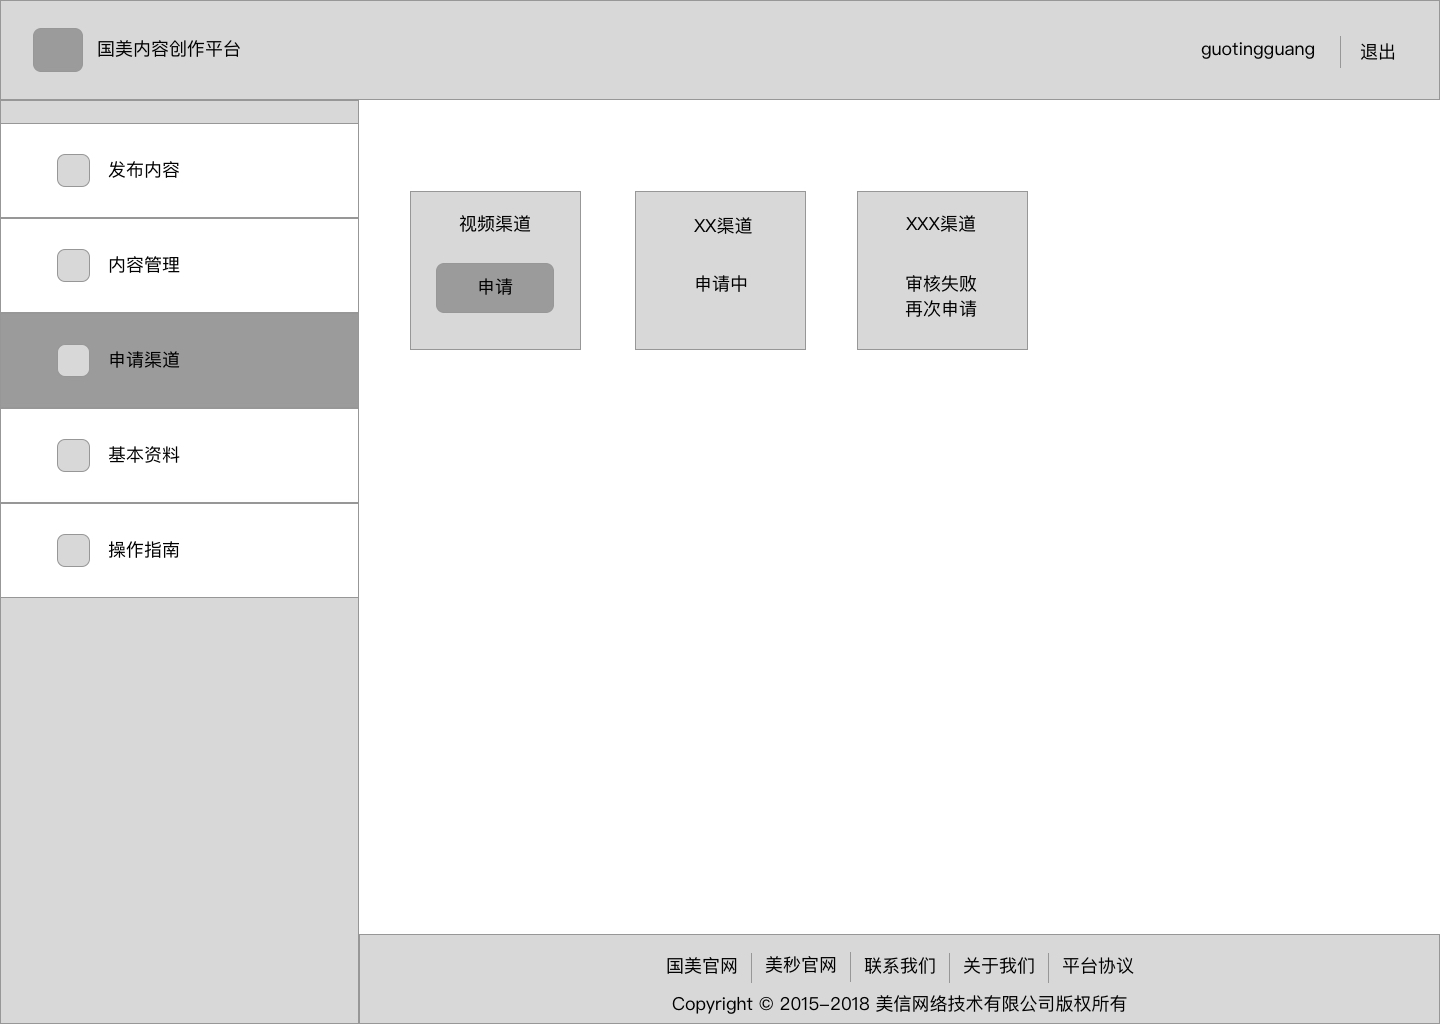 国美内容创作平台
guotingguang
退出
发布内容
内容管理
申请渠道
基本资料
操作指南
视频渠道
申请
XX渠道
申请中
XXX渠道
审核失败
再次申请
国美官网 美秒官网 联系我们 关于我们 平台协议
Copyright © 2015–2018 美信网络技术有限公司版权所有